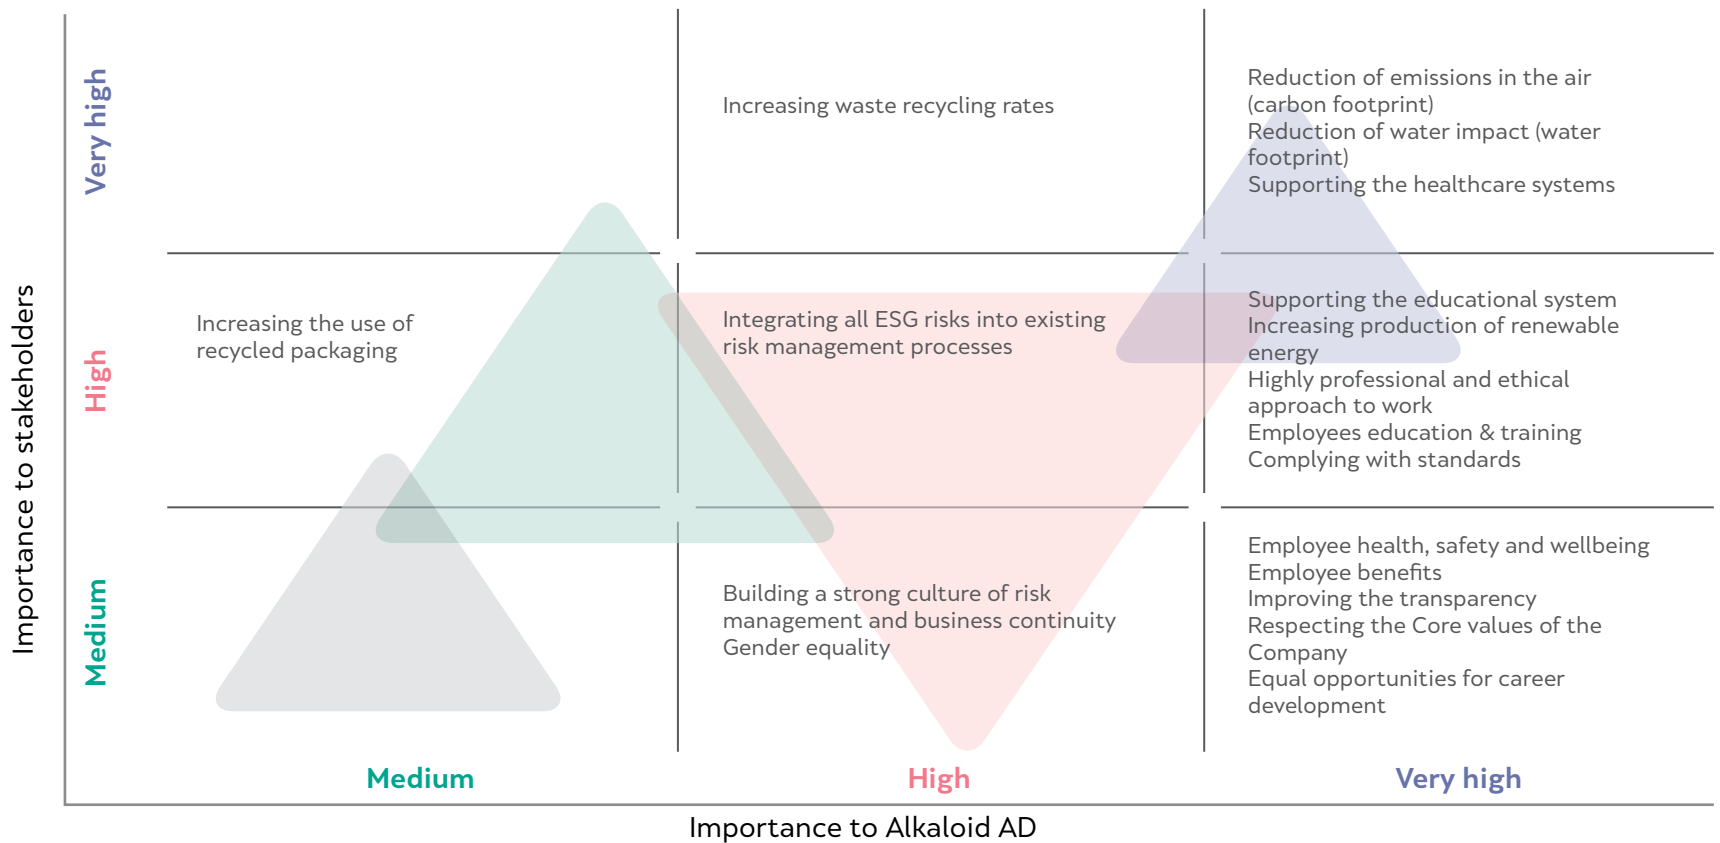 Importance to stakeholders
Very high
Increasing waste recycling rates
Reduction of emissions in the air
(carbon footprint)
Reduction of water impact (water
footprint)
Supporting the healthcare systems
High
Increasing the use of
recycled packaging
Integrating all ESG risks into existing
risk management processes
Supporting the educational system
Increasing production of renewable
energy
Highly professional and ethical
approach to work
Employees education & training
Complying with standards
Medium
Building a strong culture of risk
management and business continuity
Gender equality
Employee health, safety and wellbeing
Employee benefits
Improving the transparency
Respecting the Core values of the
Company
Equal opportunities for career
development
Medium
High
Very high
Importance to Alkaloid AD